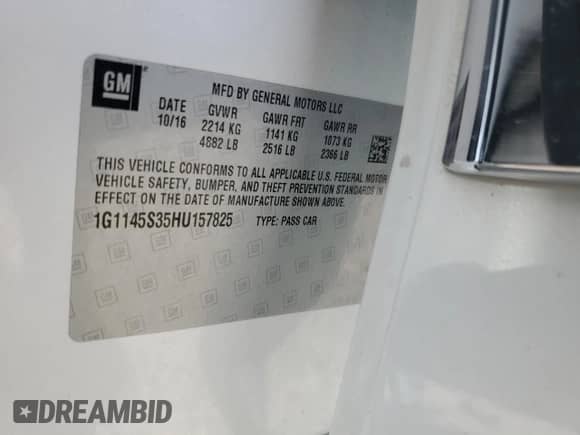 GM
MFD BY GENERAL MOTORS LLC
DATE GVWR GAWR FRT GAWR RR
10/16 2214 KG 1141 KG 1073 KG
4882 LB 2516 LB 2366 LB
THIS VEHICLE CONFORMS TO ALL APPLICABLE U.S. FEDERAL MOTOR
VEHICLE SAFETY, BUMPER, AND THEFT PREVENTION STANDARDS IN
EFFECT ON THE DATE OF MANUFACTURE SHOWN ABOVE.
1G1145S35HU157825 TYPE: PASS CAR
DREAMBID